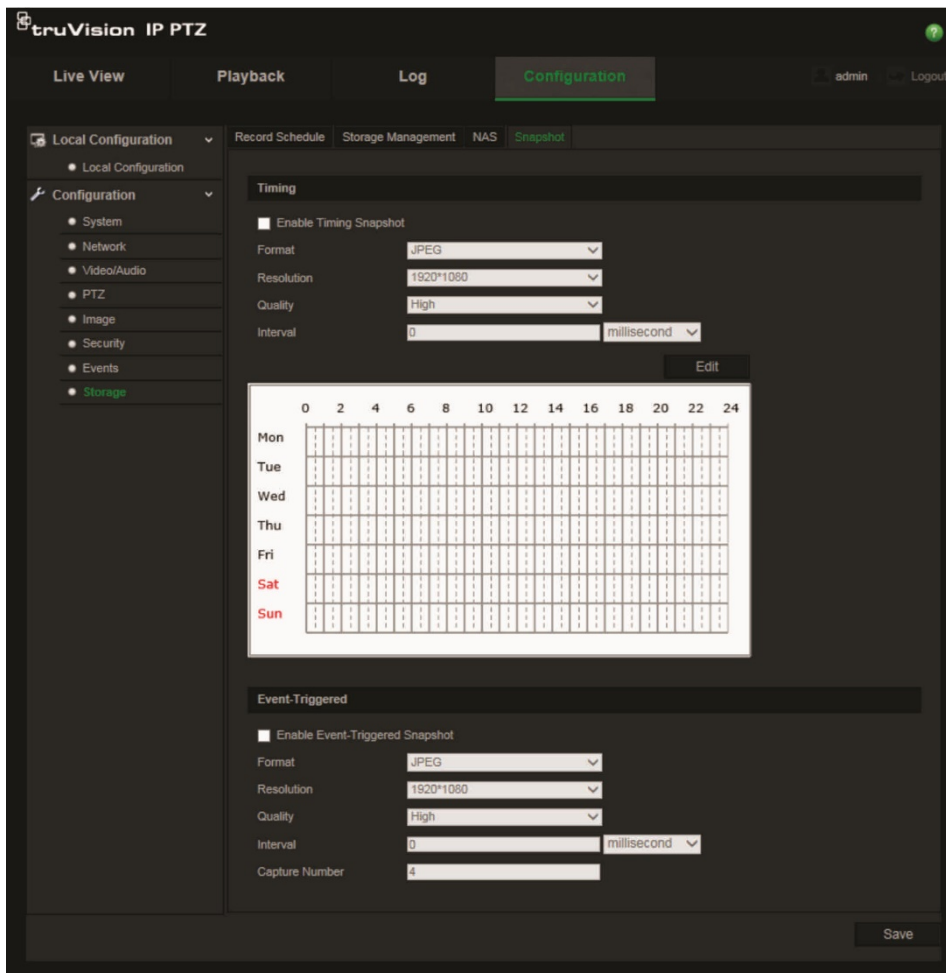 truVision IP PTZ
?
Live View Playback Log Configuration admin Logout
Local Configuration
Local Configuration
Configuration
System
Network
Video/Audio
PTZ
Image
Security
Events
Storage
Record Schedule Storage Management NAS Snapshot
Timing
Enable Timing Snapshot
Format JPEG
Resolution 1920*1080
Quality High
Interval 0 millisecond
Edit
0 2 4 6 8 10 12 14 16 18 20 22 24
Mon
Tue
Wed
Thu
Fri
Sat
Sun
Event-Triggered
Enable Event-Triggered Snapshot
Format JPEG
Resolution 1920*1080
Quality High
Interval 0 millisecond
Capture Number 4
Save